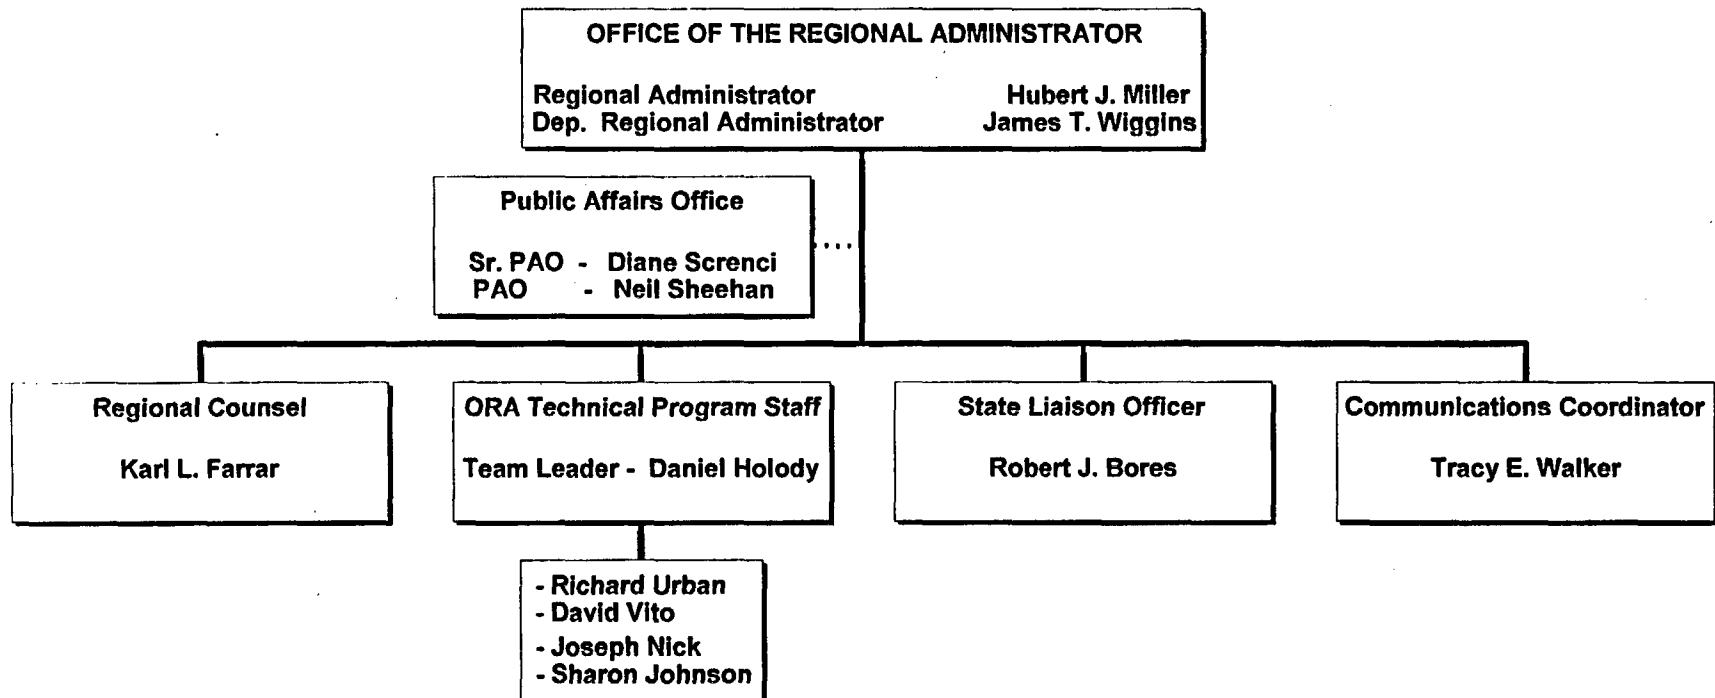 OFFICE OF THE REGIONAL ADMINISTRATOR
Regional Administrator Hubert J. Miller
Dep. Regional Administrator James T. Wiggins
Public Affairs Office
Sr. PAO - Diane Screnci
PAO - Neil Sheehan
Regional Counsel
Karl L. Farrar
ORA Technical Program Staff
Team Leader - Daniel Holody
State Liaison Officer
Robert J. Bores
Communications Coordinator
Tracy E. Walker
- Richard Urban
- David Vito
- Joseph Nick
- Sharon Johnson